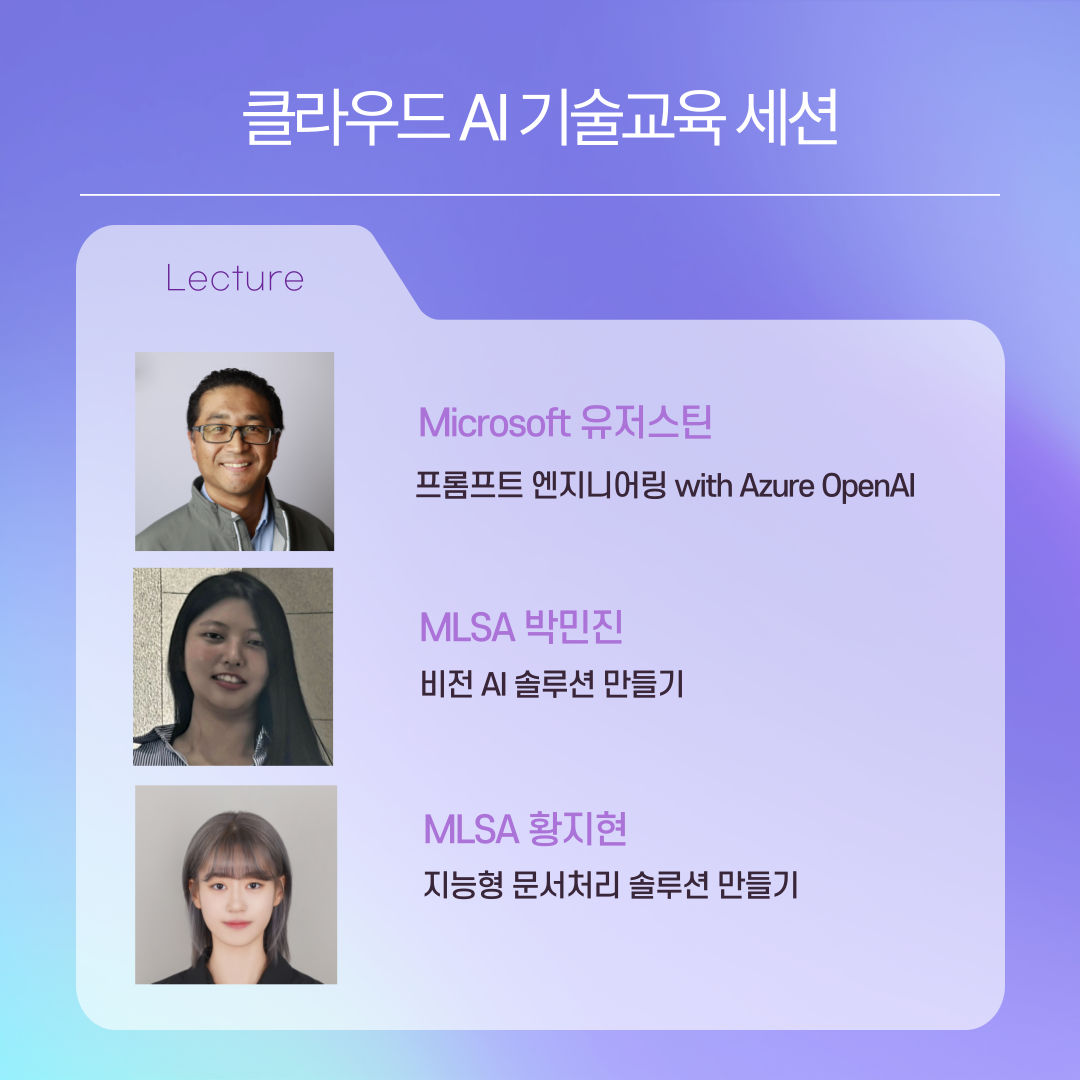 클라우드 AI 기술교육 세션
Lecture
Microsoft 유저스틴
프롬프트 엔지니어링 with Azure OpenAI
MLSA 박민진
비전 AI 솔루션 만들기
MLSA 황지현
지능형 문서처리 솔루션 만들기